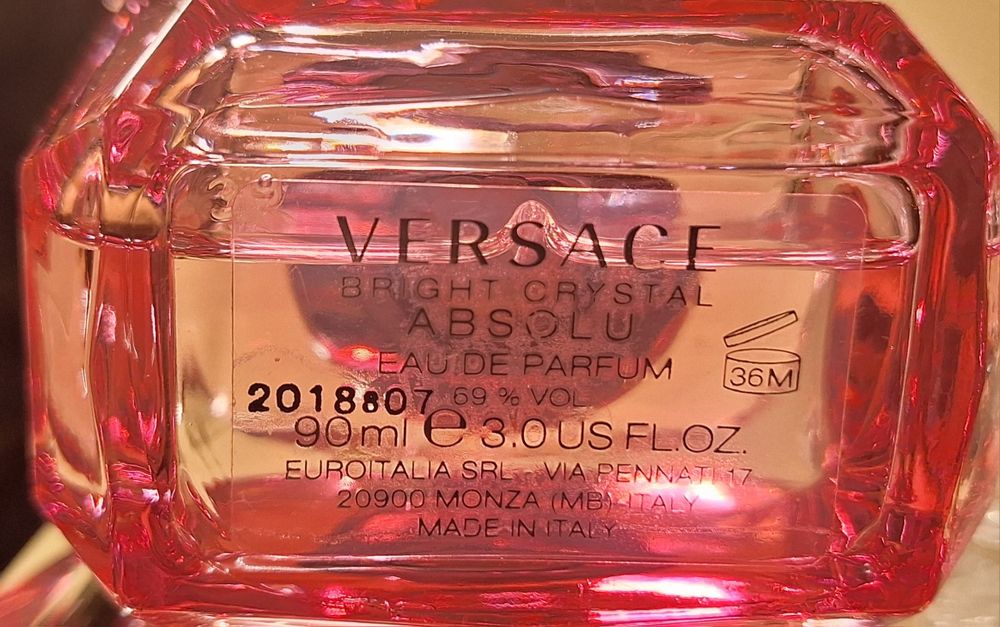 34
VERSACE
BRIGHT CRYSTAL
ABSOLU
EAU DE PARFUM
36M
2018807 69 % VOL
90ml e 3.0 US FL.OZ.
EUROITALIA SRL - VIA PENNATI 17
20900 MONZA (MB) ITALY
MADE IN ITALY